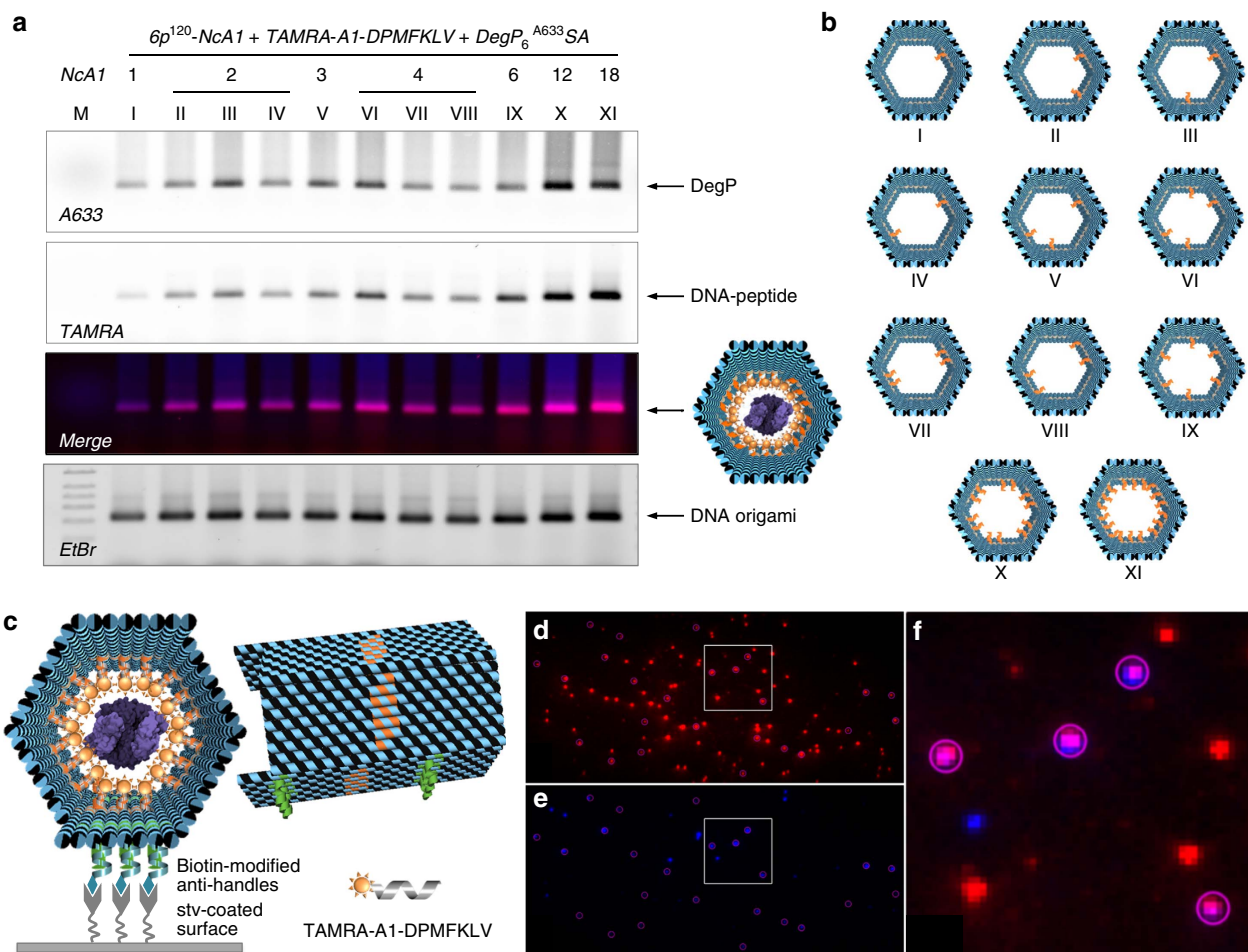 a
6p120-NcA1 + TAMRA-A1-DPMFKLV + DegP6 A633SA
NcA1 1 2 3 4 6 12 18
M I II III IV V VI VII VIII IX X XI
A633
DegP
TAMRA
DNA-peptide
Merge
EtBr
DNA origami
b
I II III
IV V VI
VII VIII IX
X XI
c
Biotin-modified
anti-handles
stv-coated
surface
TAMRA-A1-DPMFKLV
d
e
f